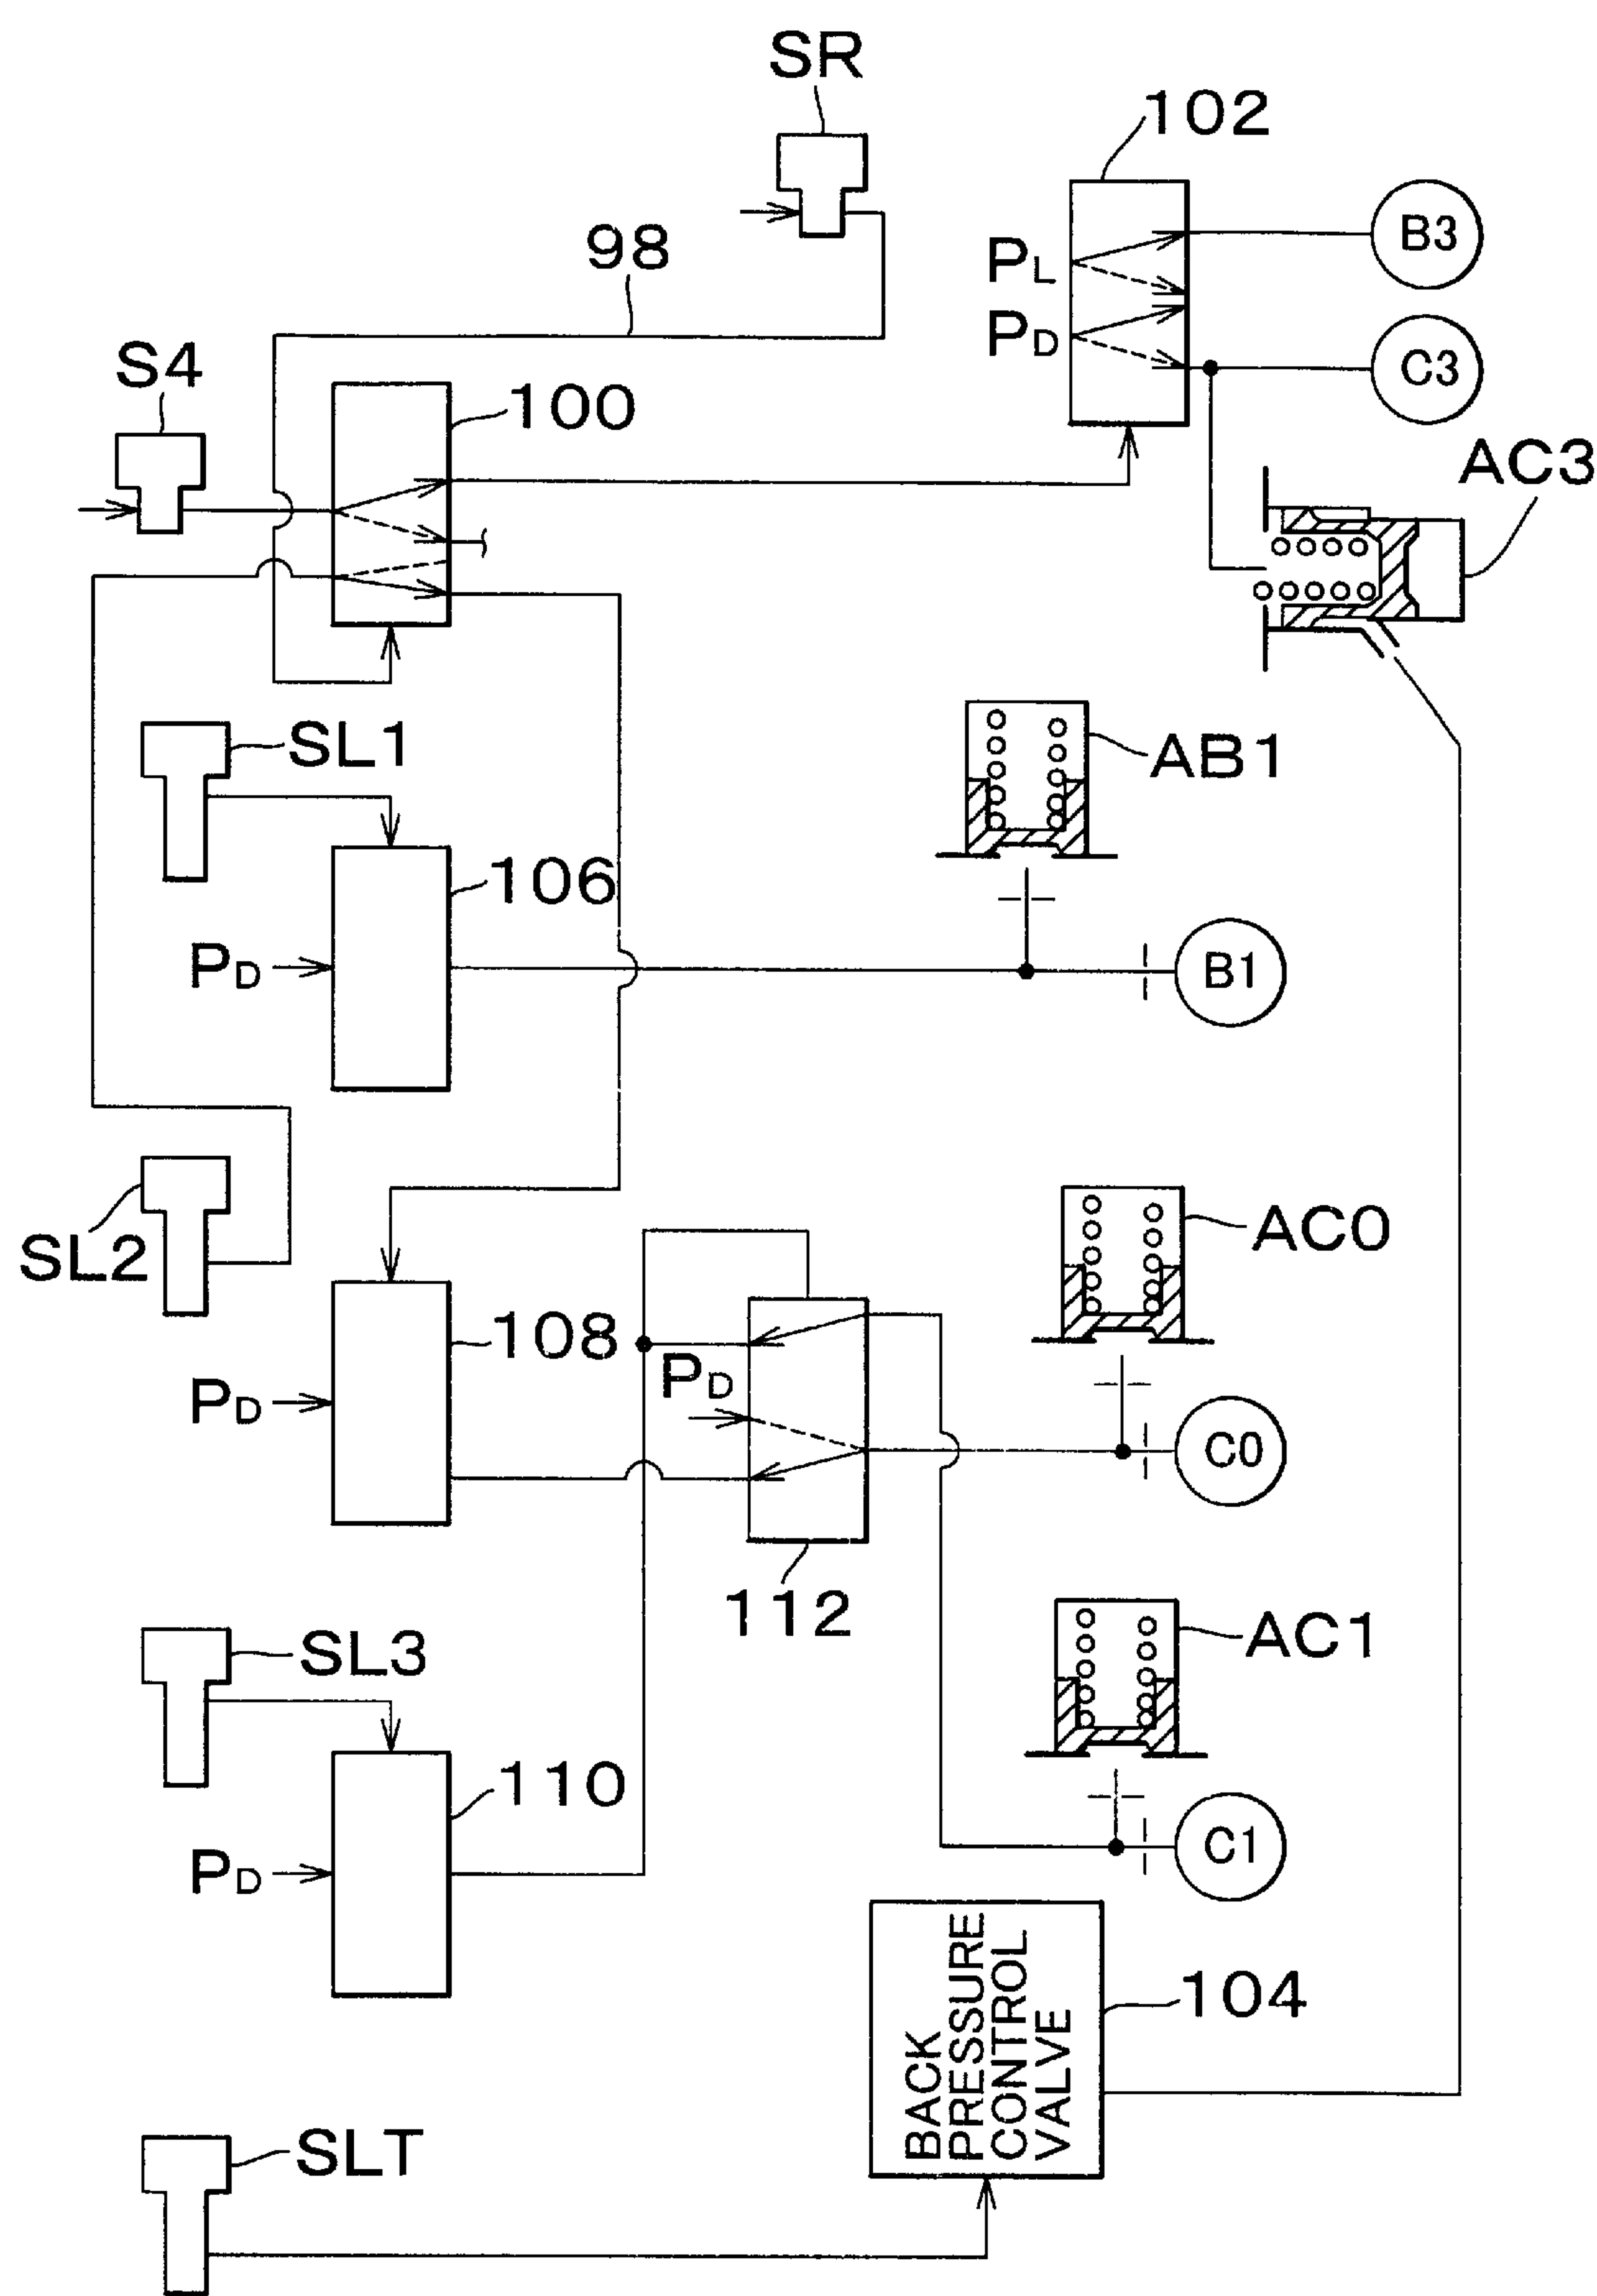 SR
102
B3
98
PL
PD
S4
C3
100
AC3
SL1
AB1
106
PD
B1
SL2
AC0
108
PD
PD
C0
112
SL3
AC1
110
C1
PD
BACK
PRESSURE
CONTROL
VALVE
104
SLT